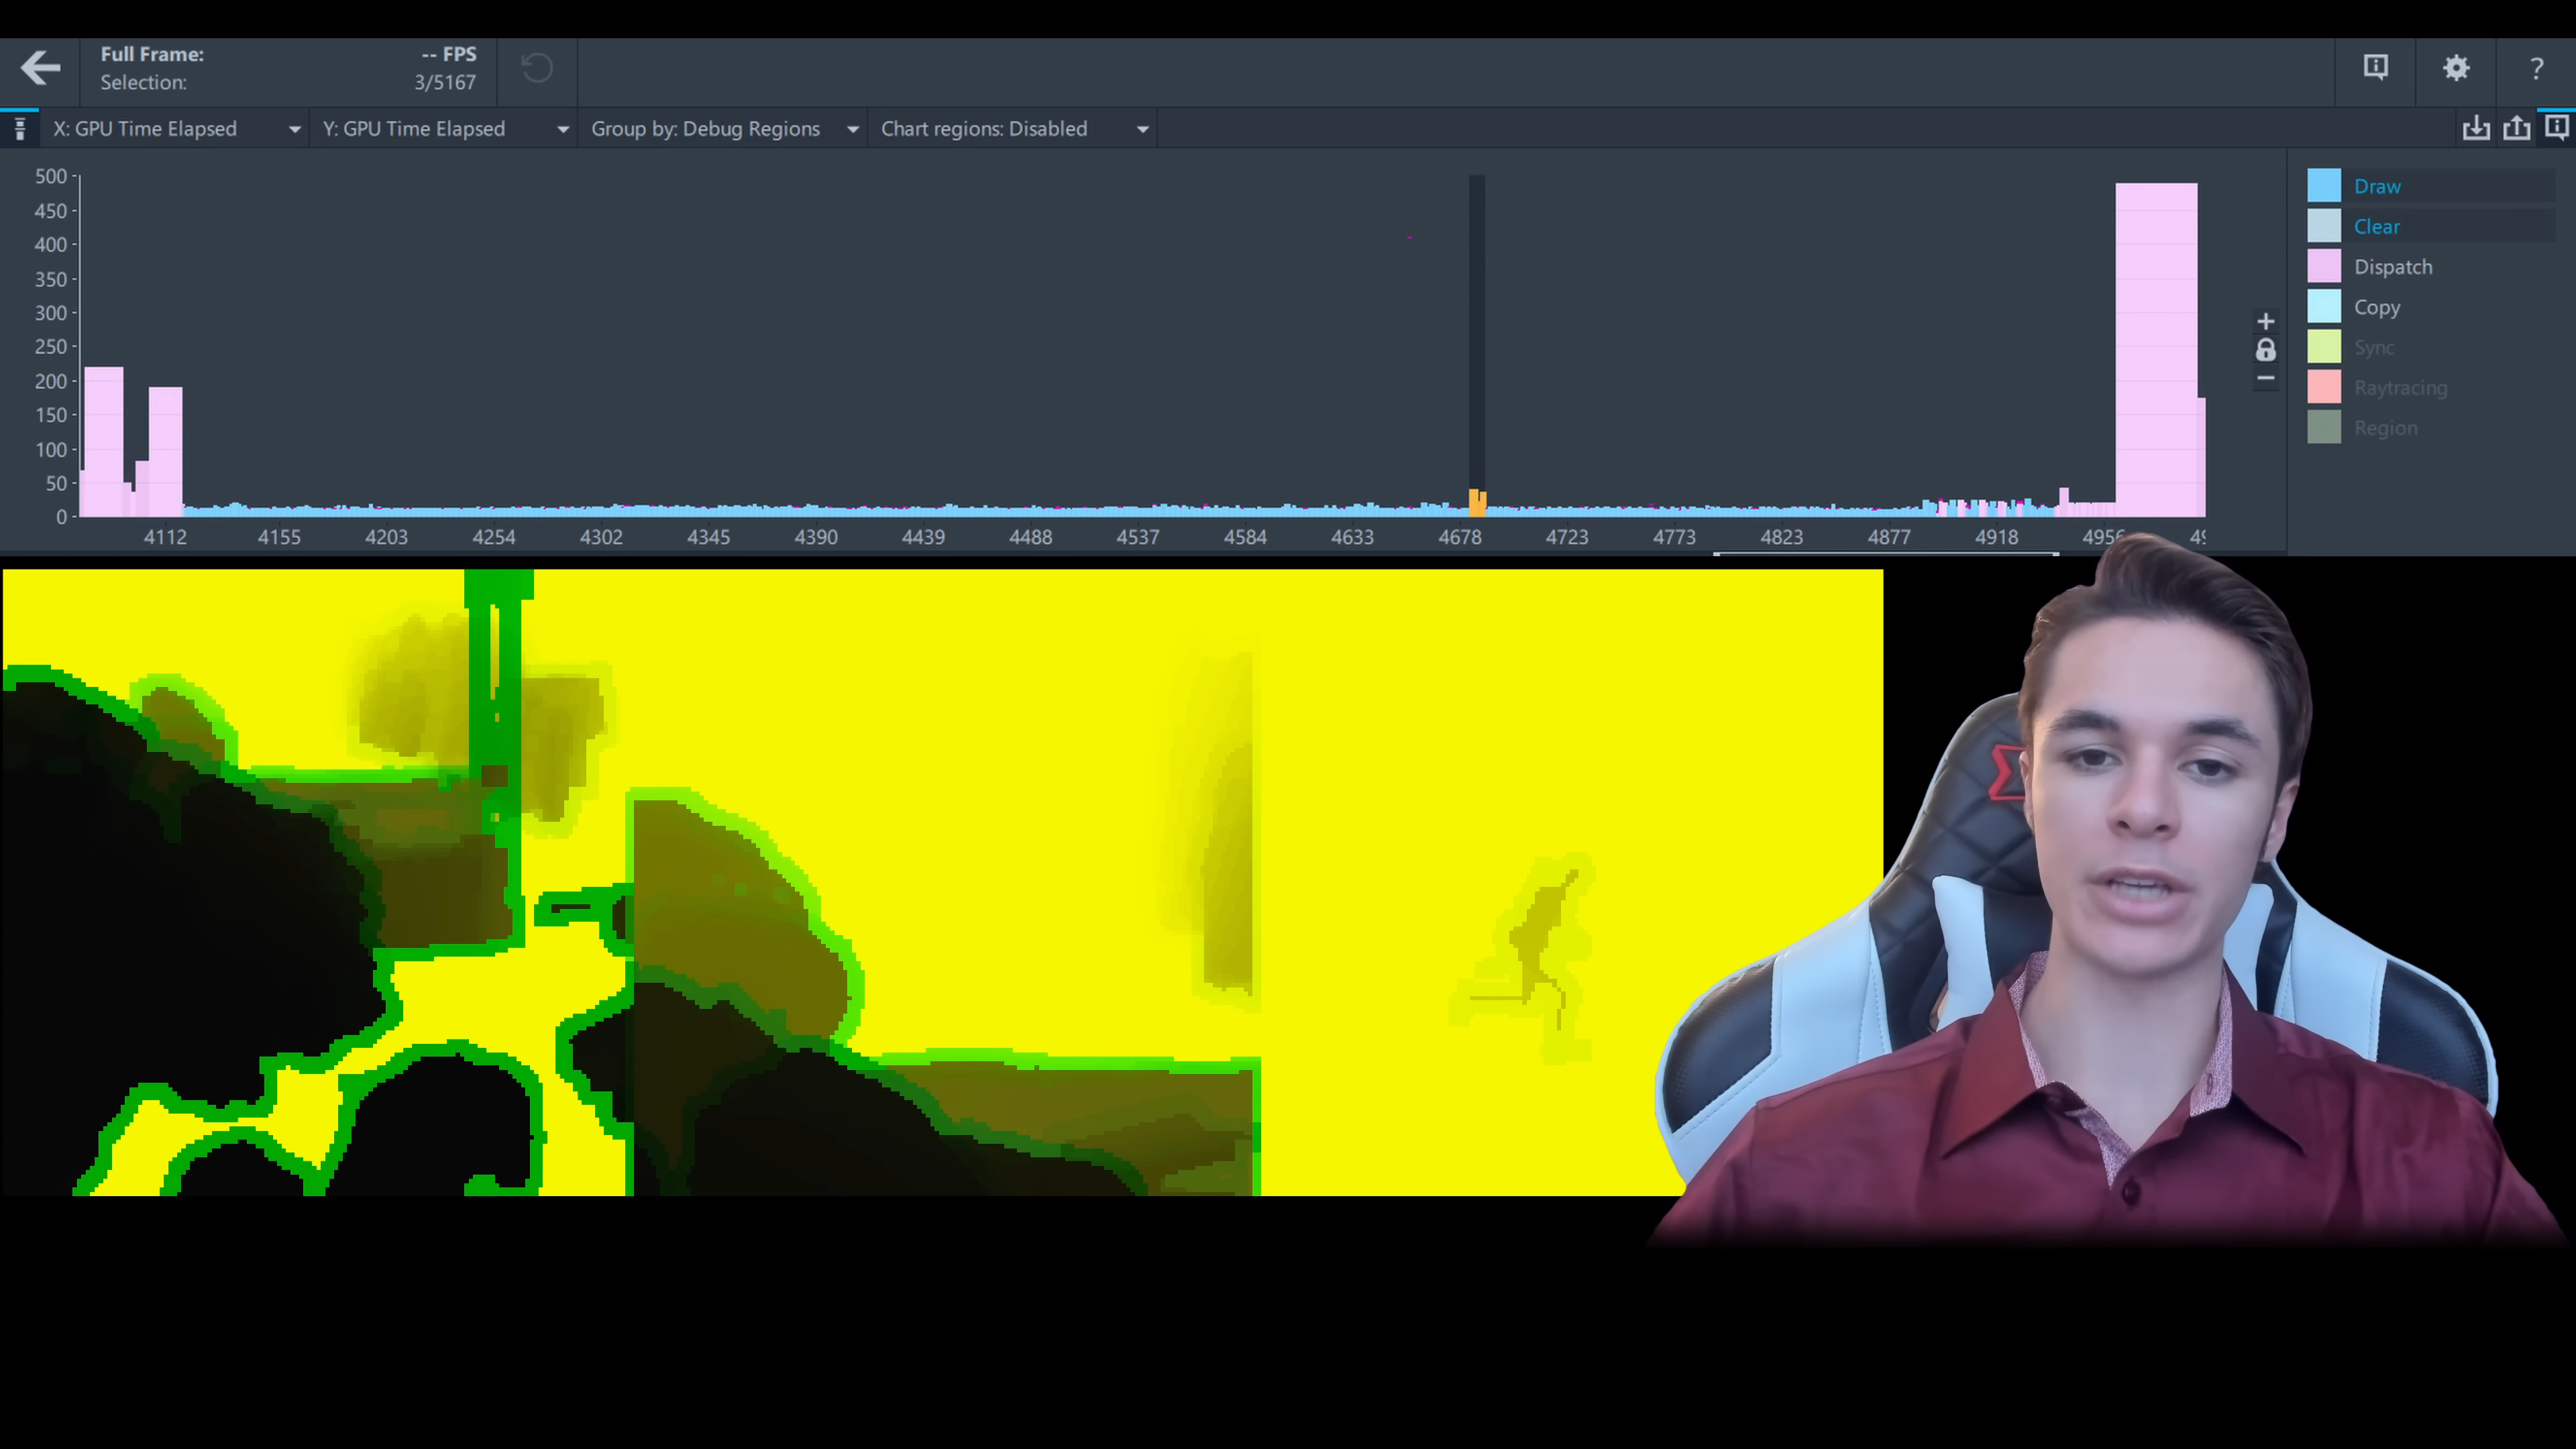 Full Frame: -- FPS
Selection: 3/5167
?
X: GPU Time Elapsed Y: GPU Time Elapsed Group by: Debug Regions Chart regions: Disabled
500
450
400
350
300
250
200
150
100
50
0
4112 4155 4203 4254 4302 4345 4390 4439 4488 4537 4584 4633 4678 4723 4773 4823 4877 4918 4956
Draw
Clear
Dispatch
Copy
Sync
Raytracing
Region
+
−